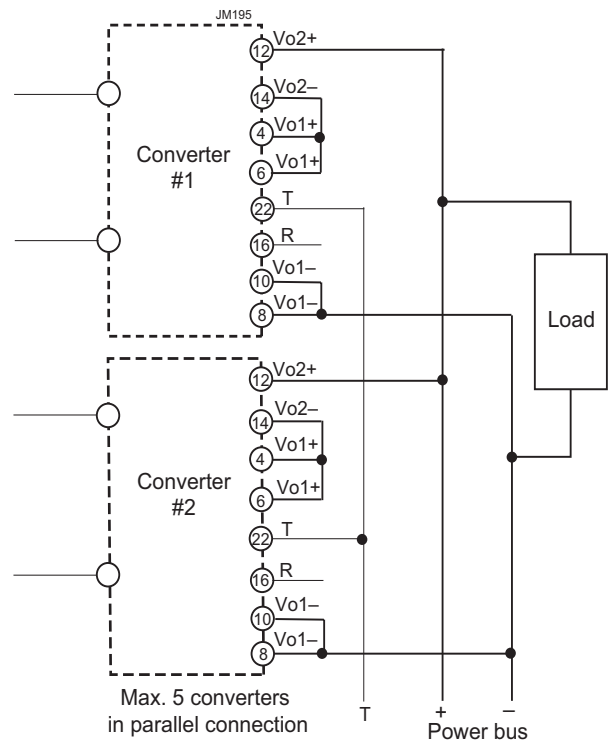 JM195
Converter
#1
12
Vo2+
14
Vo2–
4
Vo1+
6
Vo1+
22
T
16
R
10
Vo1–
8
Vo1–
Load
Converter
#2
12
Vo2+
14
Vo2–
4
Vo1+
6
Vo1+
22
T
16
R
10
Vo1–
8
Vo1–
Max. 5 converters
in parallel connection
T
+
–
Power bus